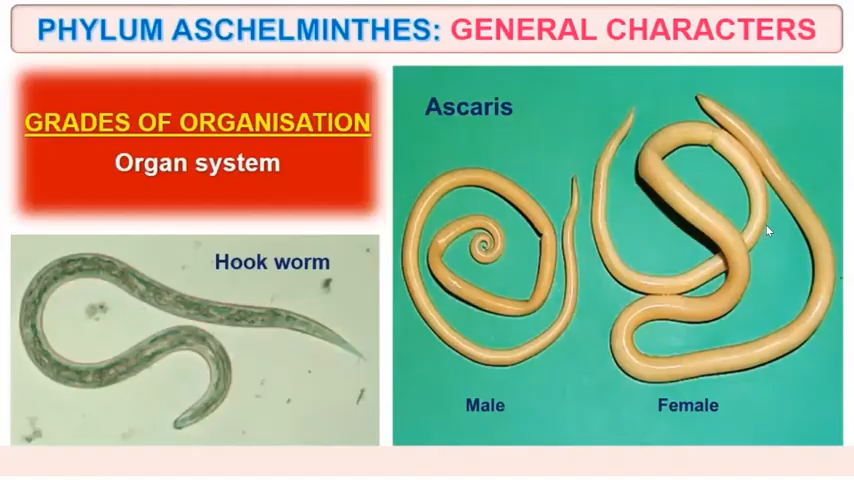 PHYLUM ASCHELMINTHES: GENERAL CHARACTERS
GRADES OF ORGANISATION
Organ system
Hook worm
Ascaris
Male
Female